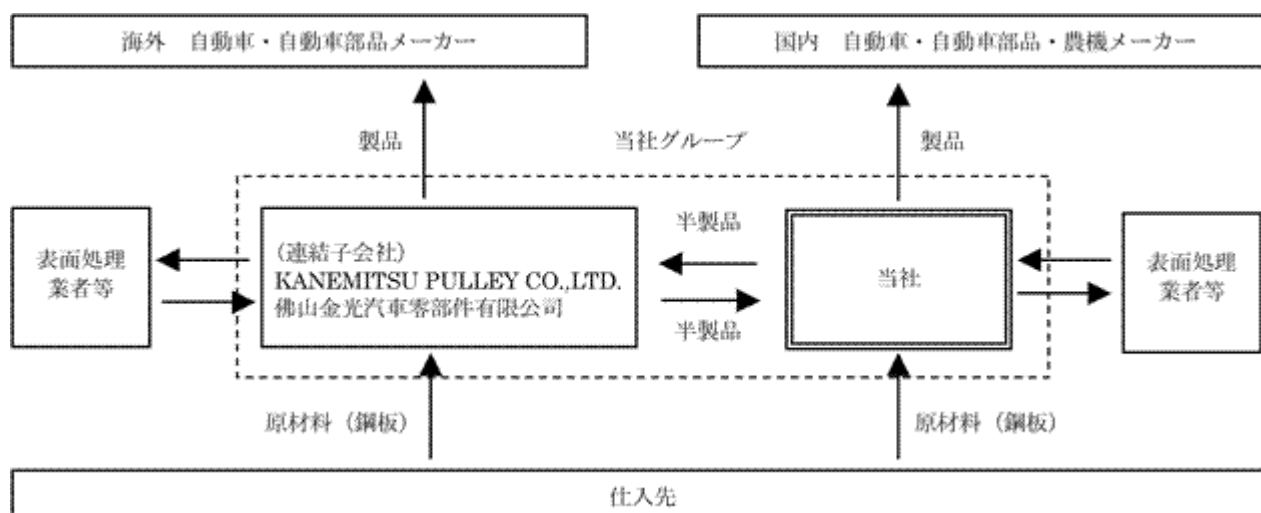 海外 自動車・自動車部品メーカー
国内 自動車・自動車部品・農機メーカー
製品
当社グループ
製品
表面処理
業者等
(連結子会社)
KANEMITSU PULLEY CO.,LTD.
佛山金光汽車零部件有限公司
半製品
半製品
当社
表面処理
業者等
原材料(鋼板)
原材料(鋼板)
仕入先